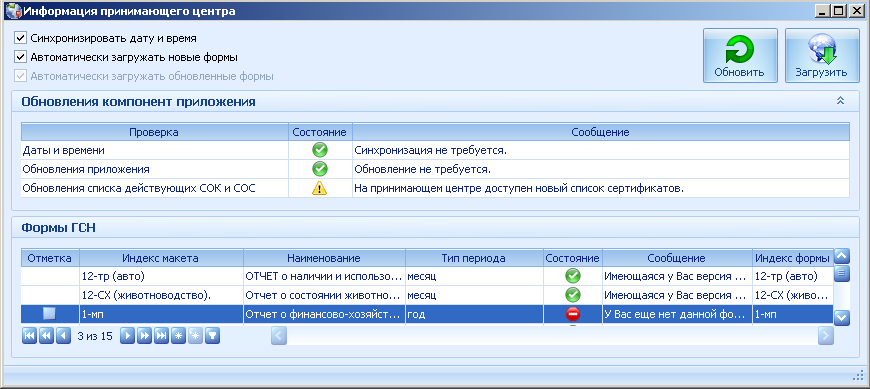 Информация принимающего центра
Синхронизировать дату и время
Автоматически загружать новые формы
Автоматически загружать обновленные формы
Обновить
Загрузить
Обновления компонент приложения
Проверка Состояние Сообщение
Даты и времени Синхронизация не требуется.
Обновления приложения Обновление не требуется.
Обновления списка действующих СОК и СОС На принимающем центре доступен новый список сертификатов.
Формы ГСН
Отметка Индекс макета Наименование Тип периода Состояние Сообщение Индекс формы
12-тр (авто) ОТЧЕТ о наличии и использо... месяц Имеющаяся у Вас версия ... 12-тр (авто)
12-СХ (животноводство). Отчет о состоянии животно... месяц Имеющаяся у Вас версия ... 12-СХ (живо...
1-мп Отчет о финансово-хозяйст... год У Вас еще нет данной фо... 1-мп
3 из 15